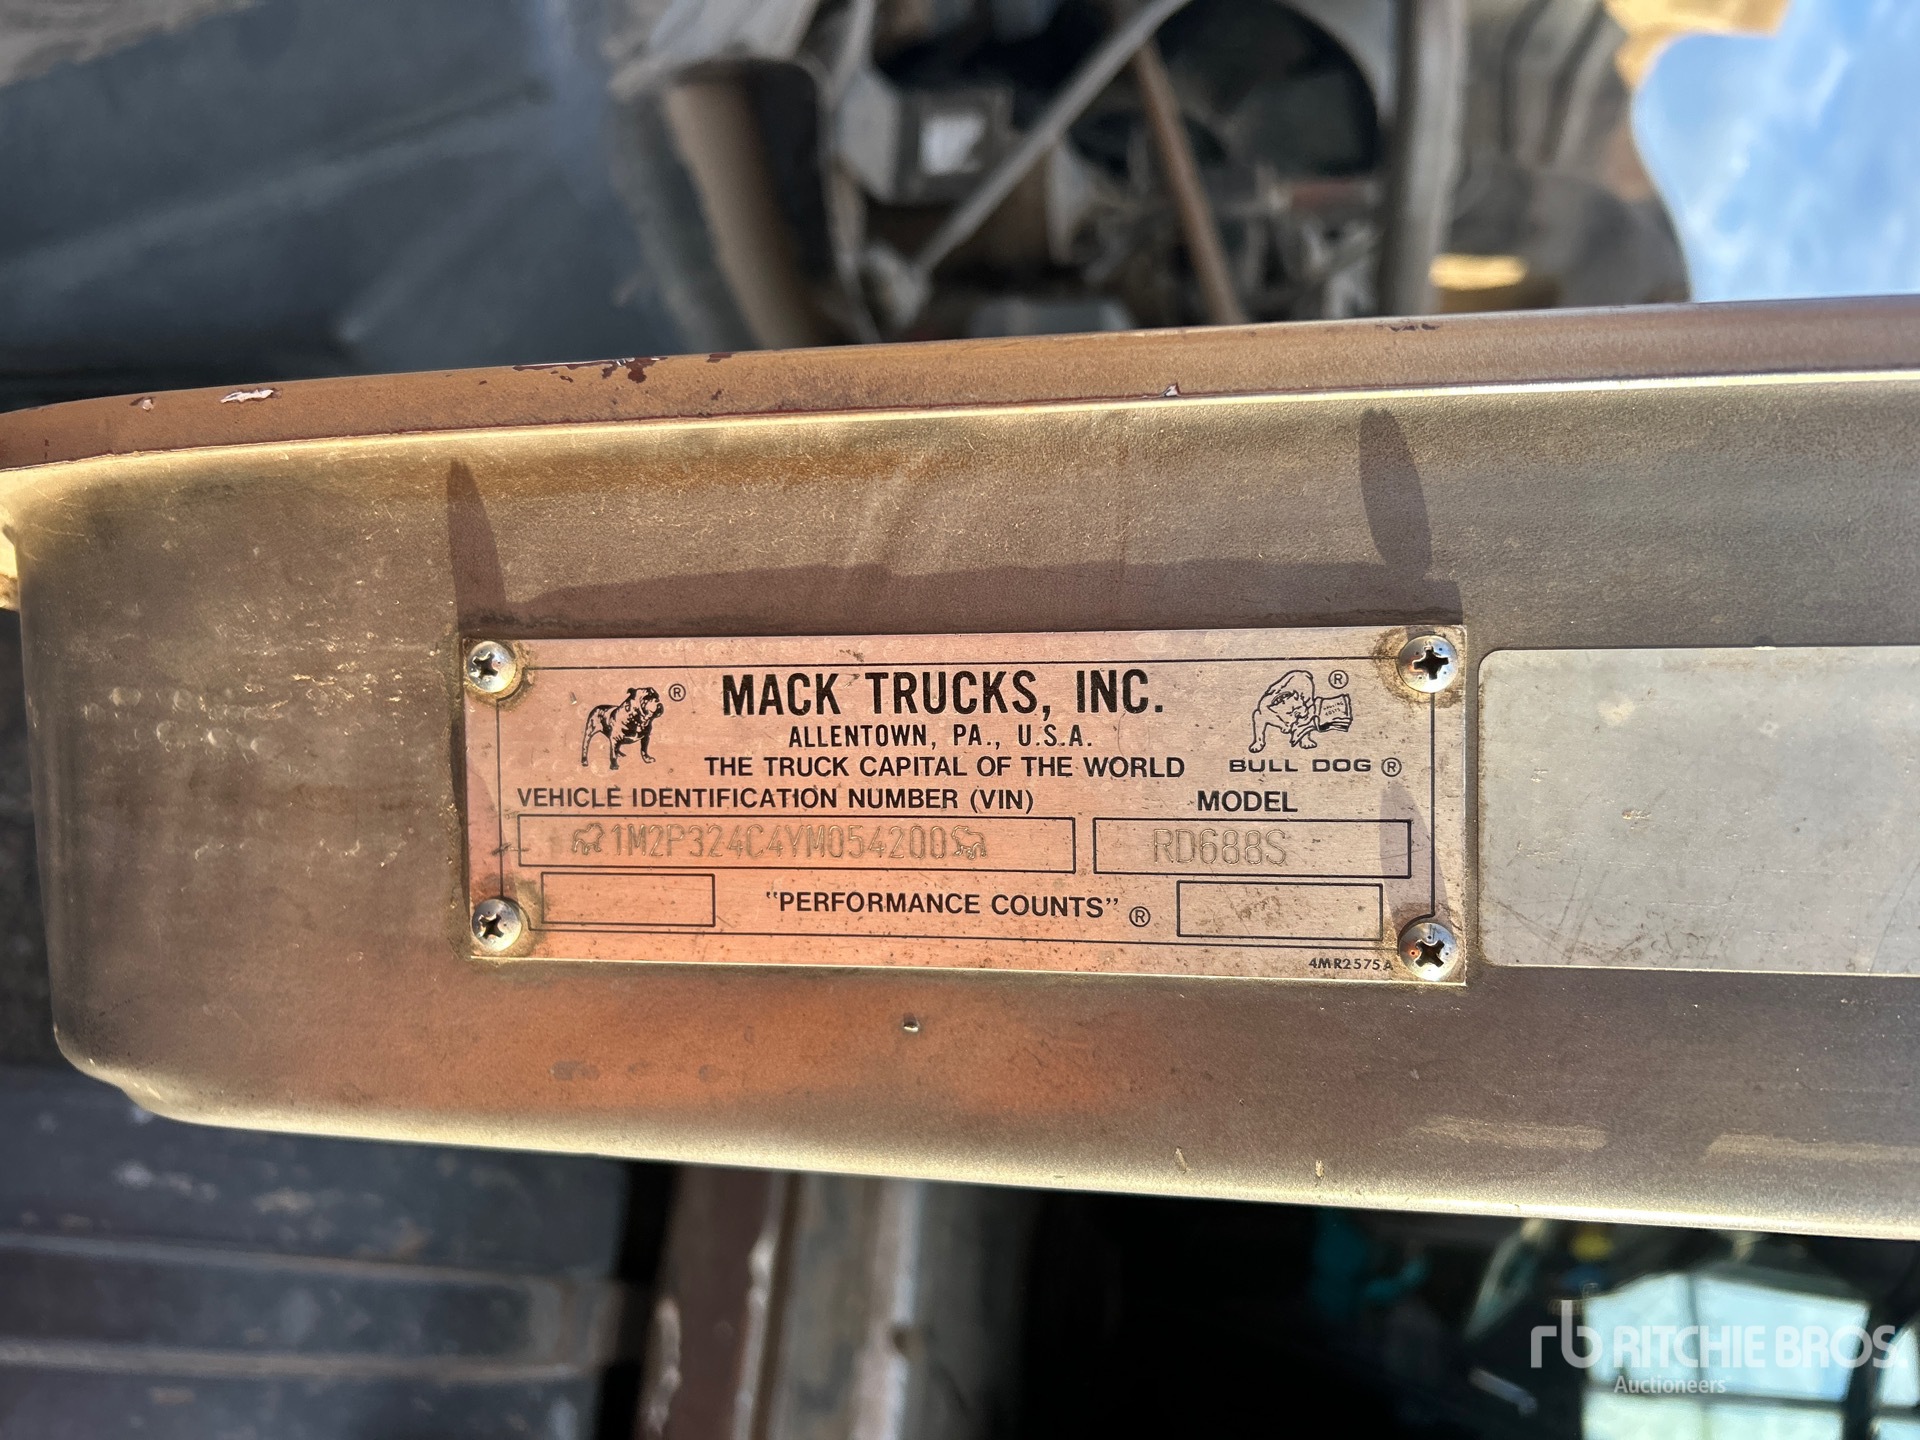 MACK TRUCKS, INC.
ALLENTOWN, PA., U.S.A.
THE TRUCK CAPITAL OF THE WORLD
BULL DOG ®
VEHICLE IDENTIFICATION NUMBER (VIN)
MODEL
1M2P324C4YM054200
RD688S
"PERFORMANCE COUNTS" ®
4MR2575A
rb RITCHIE BROS.
Auctioneers